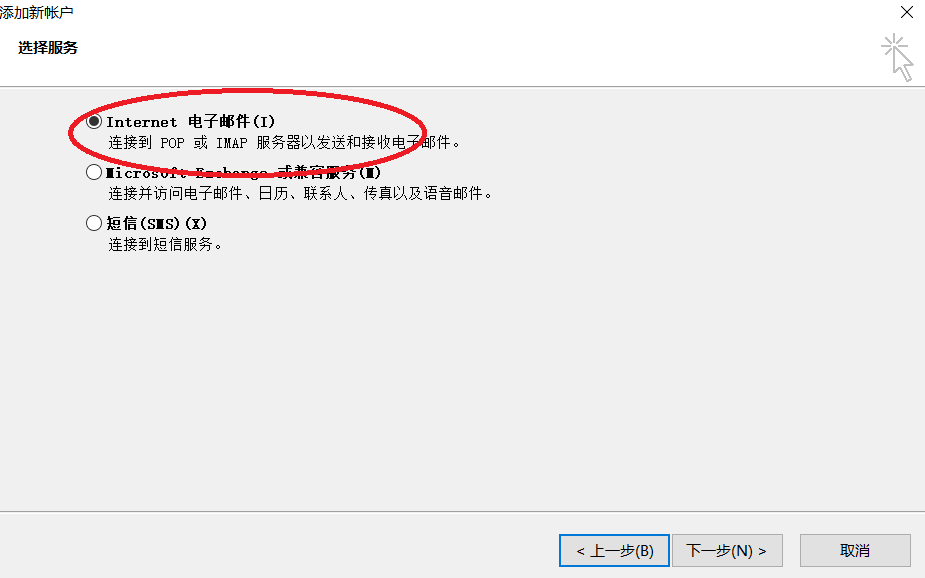 添加新帐户
选择服务
Internet 电子邮件(I)
连接到 POP 或 IMAP 服务器以发送和接收电子邮件。
Microsoft Exchange 或兼容服务(M)
连接并访问电子邮件、日历、联系人、传真以及语音邮件。
短信(SMS)(X)
连接到短信服务。
< 上一步(B) 下一步(N) > 取消